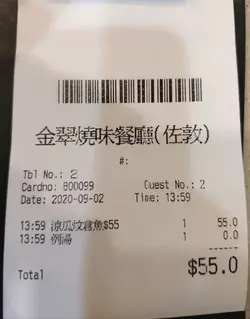 金翠燒味餐廳(佐敦)
#:
Tbl No.: 2
Cardno: 800099 Guest No.: 2
Date: 2020-09-02 Time: 13:59
13:59 涼瓜炆倉魚$55 1 55.0
13:59 例湯 1 0.0
Total $55.0